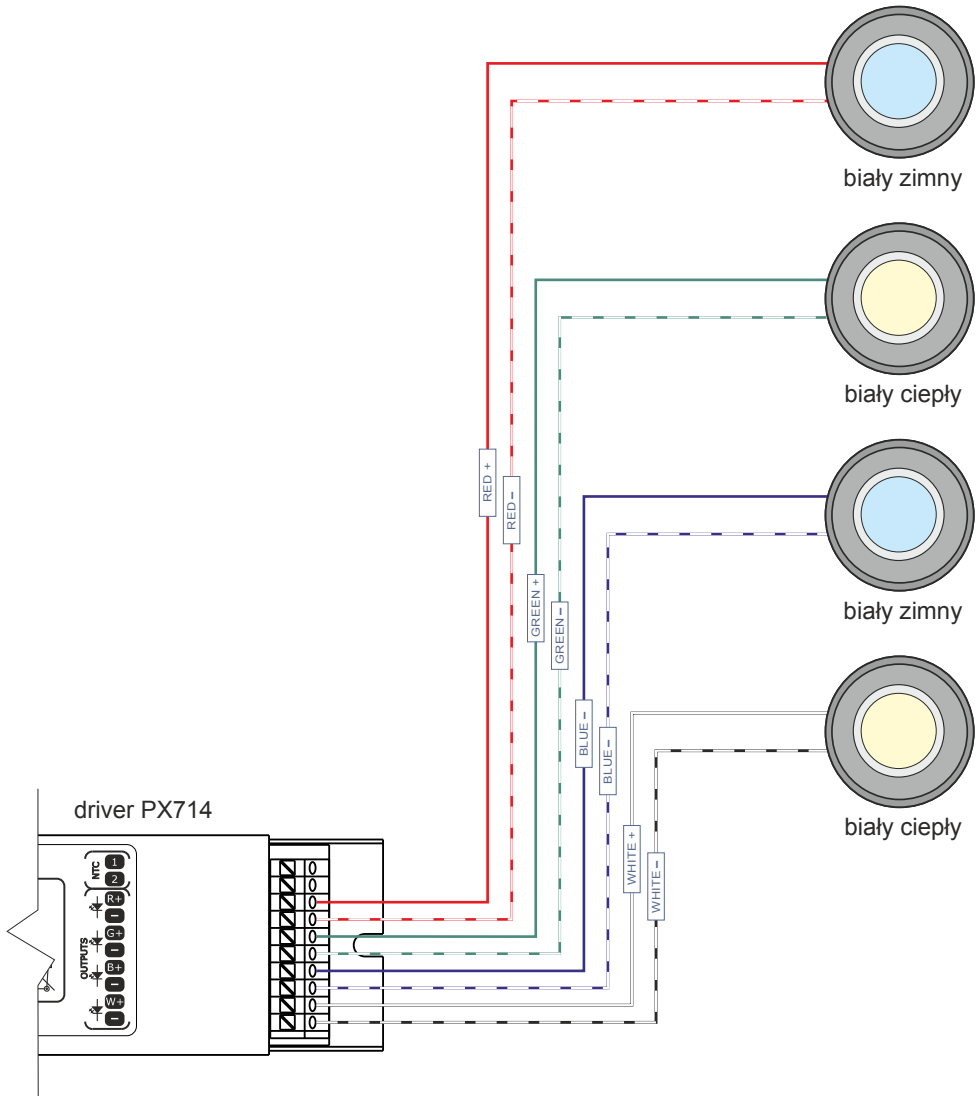 biały zimny
biały ciepły
biały zimny
biały ciepły
RED +
RED –
GREEN +
GREEN –
BLUE –
BLUE –
WHITE +
WHITE –
driver PX714
NTC
1
2
OUTPUTS
R+
–
G+
–
B+
–
W+
–